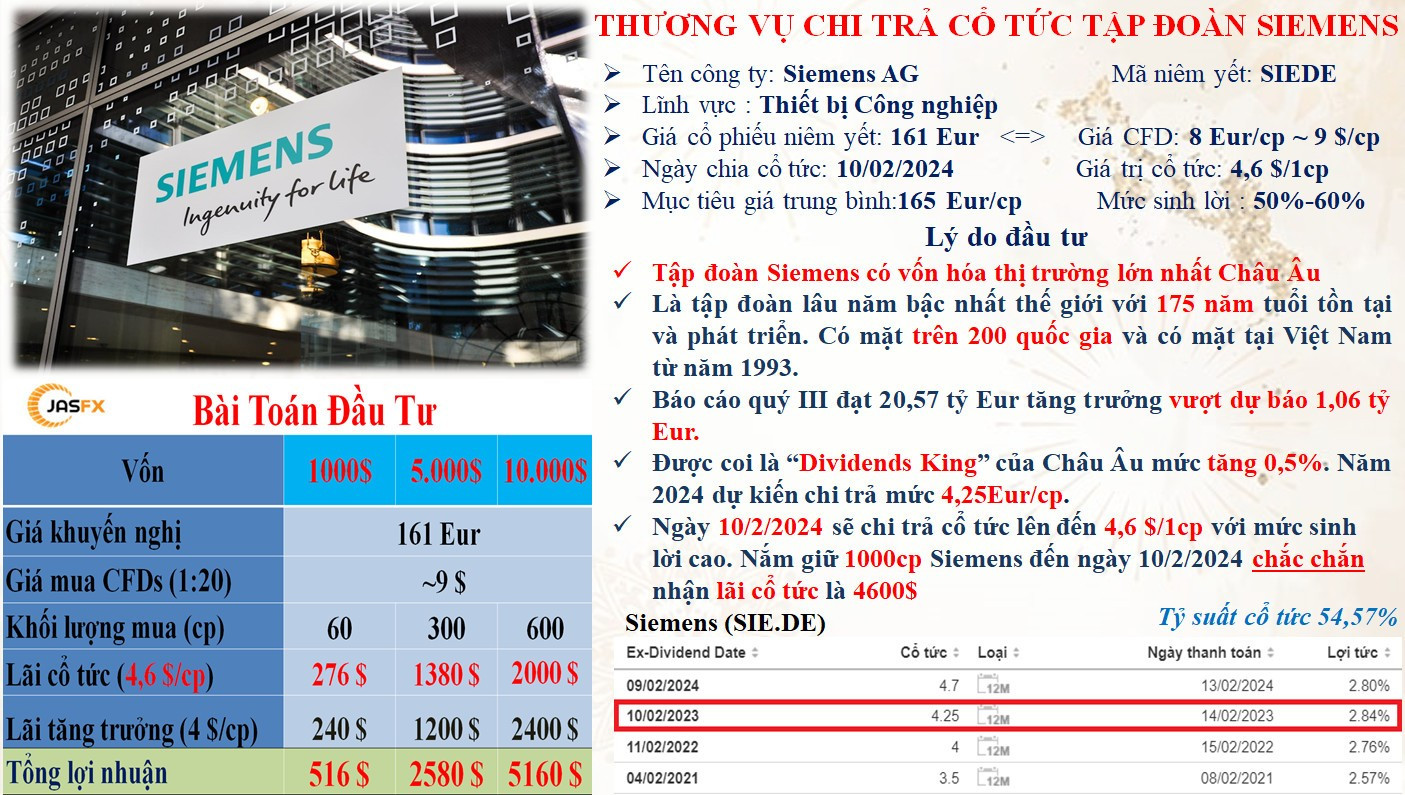 THƯƠNG VỤ CHI TRẢ CỔ TỨC TẬP ĐOÀN SIEMENS
SIEMENS
Ingenuity for life
Tên công ty: Siemens AG Mã niêm yết: SIEDE
Lĩnh vực : Thiết bị Công nghiệp
Giá cổ phiếu niêm yết: 161 Eur <=> Giá CFD: 8 Eur/cp ~ 9 $/cp
Ngày chia cổ tức: 10/02/2024 Giá trị cổ tức: 4,6 $/1cp
Mục tiêu giá trung bình:165 Eur/cp Mức sinh lời : 50%-60%
Lý do đầu tư
Tập đoàn Siemens có vốn hóa thị trường lớn nhất Châu Âu
Là tập đoàn lâu năm bậc nhất thế giới với 175 năm tuổi tồn tại
và phát triển. Có mặt trên 200 quốc gia và có mặt tại Việt Nam
từ năm 1993.
Báo cáo quý III đạt 20,57 tỷ Eur tăng trưởng vượt dự báo 1,06 tỷ
Eur.
Được coi là “Dividends King” của Châu Âu mức tăng 0,5%. Năm
2024 dự kiến chi trả mức 4,25Eur/cp.
Ngày 10/2/2024 sẽ chi trả cổ tức lên đến 4,6 $/1cp với mức sinh
lời cao. Nắm giữ 1000cp Siemens đến ngày 10/2/2024 chắc chắn
nhận lãi cổ tức là 4600$
JASFX
Bài Toán Đầu Tư
Vốn 1000$ 5.000$ 10.000$
Giá khuyến nghị 161 Eur
Giá mua CFDs (1:20) ~9 $
Khối lượng mua (cp) 60 300 600
Lãi cổ tức (4,6 $/cp) 276 $ 1380 $ 2000 $
Lãi tăng trưởng (4 $/cp) 240 $ 1200 $ 2400 $
Tổng lợi nhuận 516 $ 2580 $ 5160 $
Siemens (SIE.DE) Tỷ suất cổ tức 54,57%
Ex-Dividend Date Cổ tức Loại Ngày thanh toán Lợi tức
09/02/2024 4.7 12M 13/02/2024 2.80%
10/02/2023 4.25 12M 14/02/2023 2.84%
11/02/2022 4 12M 15/02/2022 2.76%
04/02/2021 3.5 12M 08/02/2021 2.57%